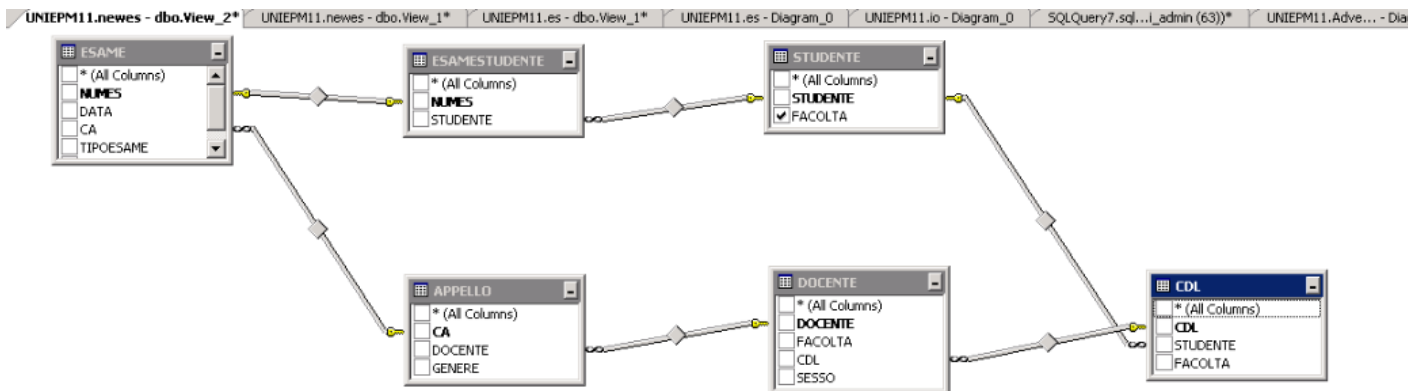 UNIEPM11.newes - dbo.View_2* UNIEPM11.newes - dbo.View_1* UNIEPM11.es - dbo.View_1* UNIEPM11.es - Diagram_0 UNIEPM11.io - Diagram_0 SQLQuery7.sql...i_admin (63))* UNIEPM11.Adve... - Dia
ESAME
* (All Columns)
NUMES
DATA
CA
TIPOESAME
ESAMESTUDENTE
* (All Columns)
NUMES
STUDENTE
STUDENTE
* (All Columns)
STUDENTE
FACOLTA
APPELLO
* (All Columns)
CA
DOCENTE
GENERE
DOCENTE
* (All Columns)
DOCENTE
FACOLTA
CDL
SESSO
CDL
* (All Columns)
CDL
STUDENTE
FACOLTA